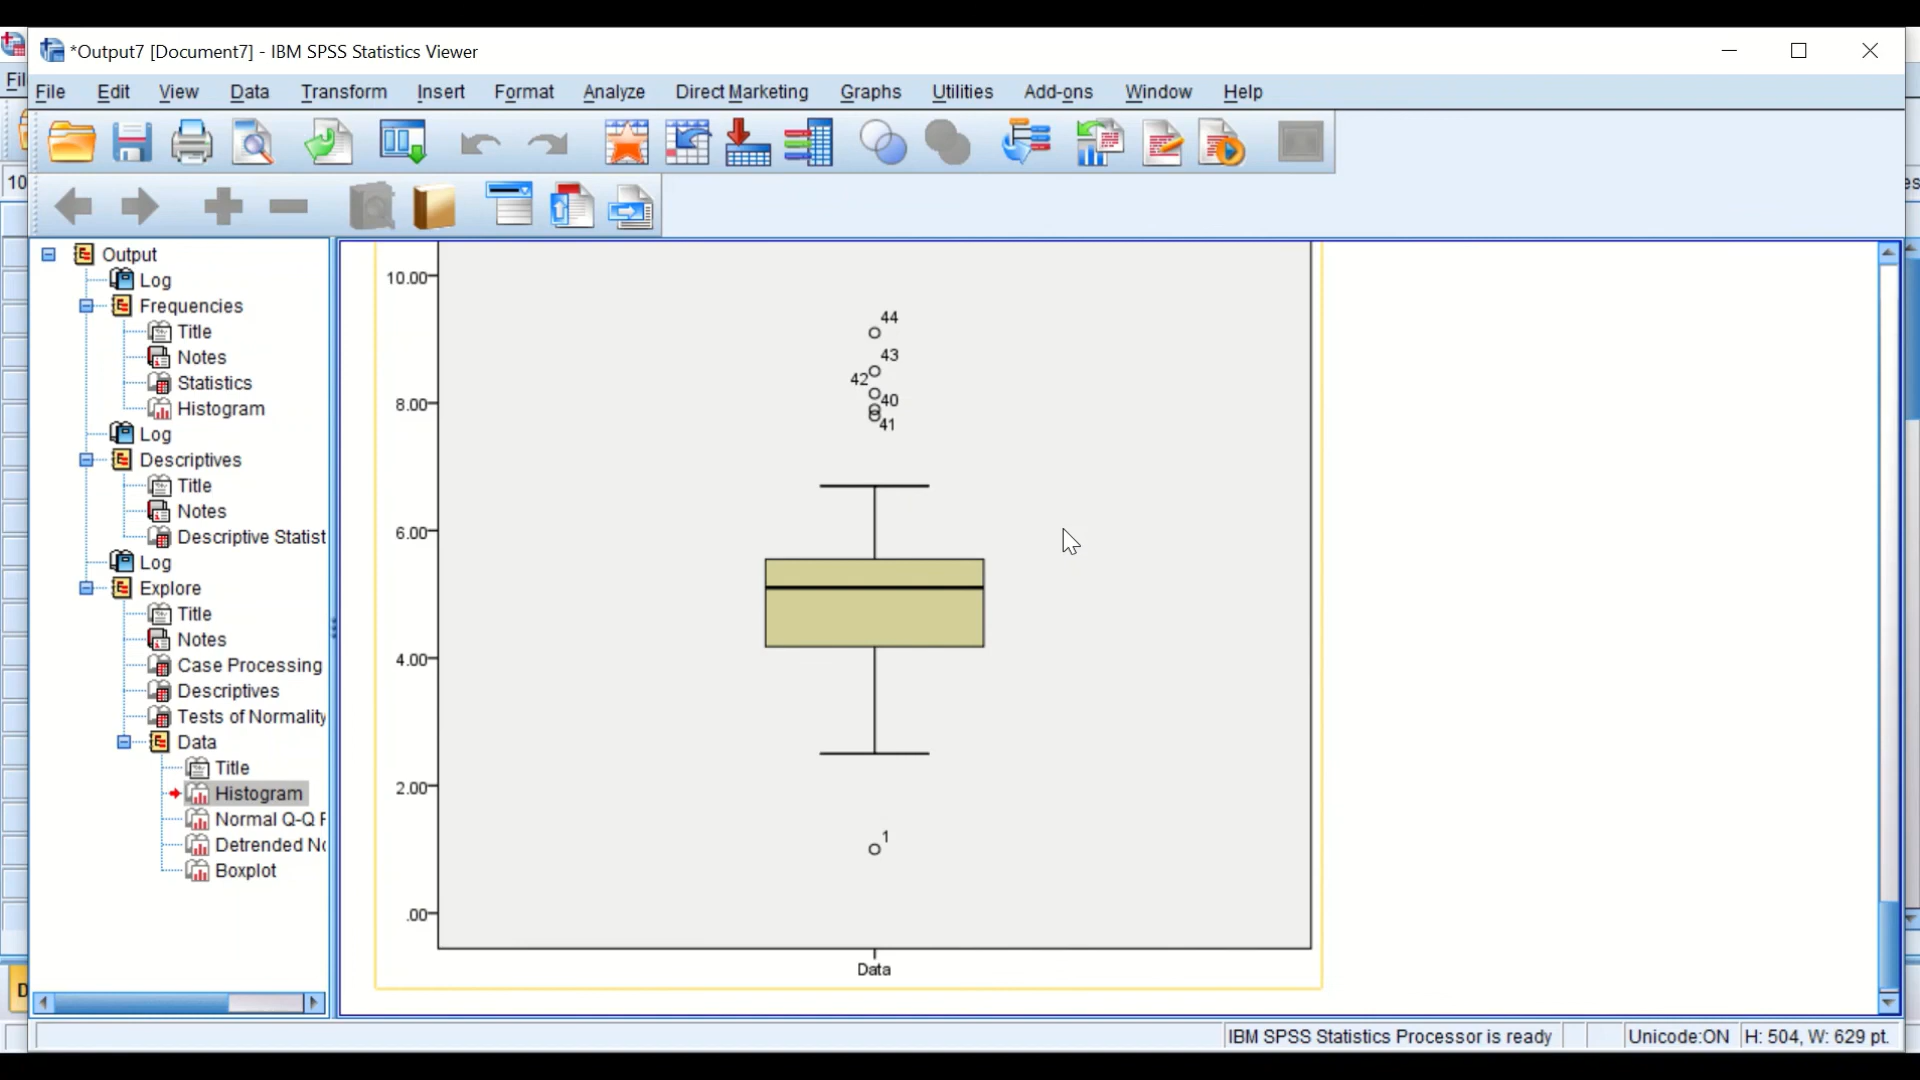 *Output7 [Document7] - IBM SPSS Statistics Viewer
File Edit View Data Transform Insert Format Analyze Direct Marketing Graphs Utilities Add-ons Window Help
Fil
10
es
Output
Log
Frequencies
Title
Notes
Statistics
Histogram
Log
Descriptives
Title
Notes
Descriptive Statist
Log
Explore
Title
Notes
Case Processing
Descriptives
Tests of Normality
Data
Title
Histogram
Normal Q-Q
Detrended No
Boxplot
D
10.00
8.00
6.00
4.00
2.00
.00
44
43
42
40
41
1
Data
IBM SPSS Statistics Processor is ready Unicode:ON H: 504, W: 629 pt.